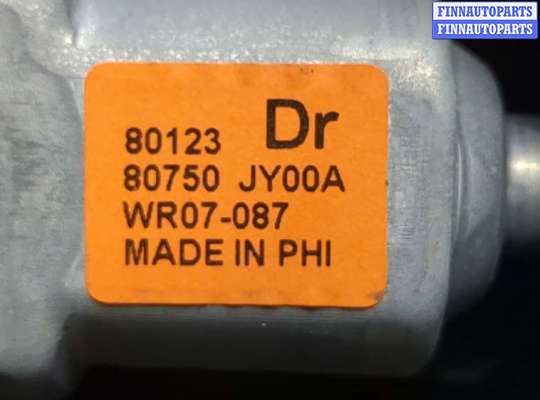 FINNAUTOPARTS
FINNAUTOPARTS
Dr
80123
80750 JY00A
WR07-087
MADE IN PHI